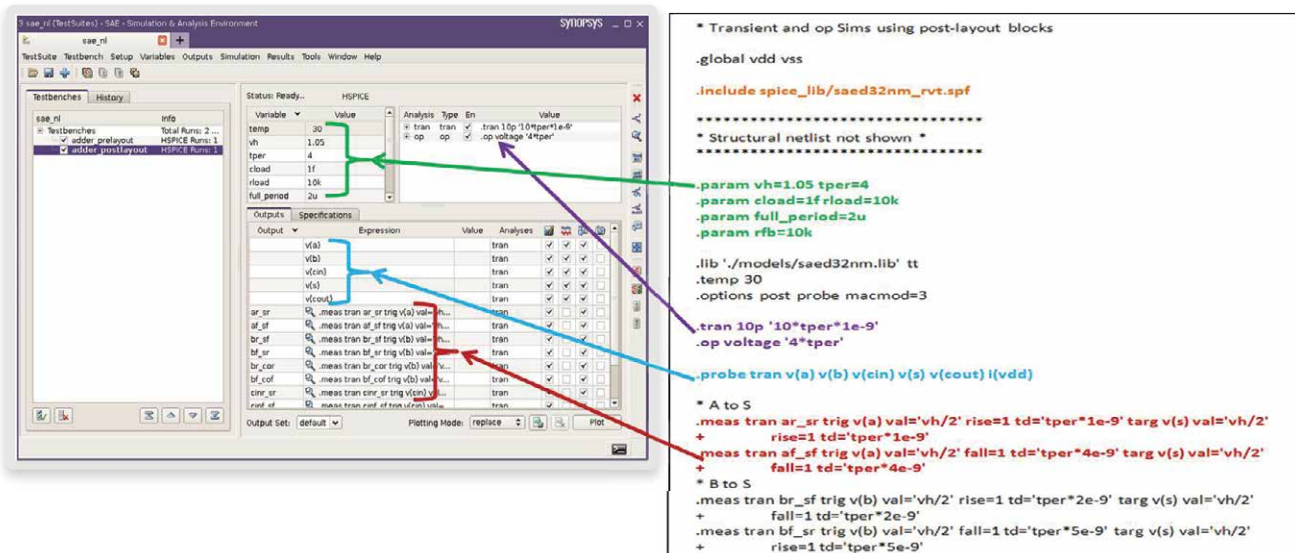 3 sae_nl (TestSuites) - SAE - Simulation & Analysis Environment
SYNOPSYS
sae_nl
TestSuite Testbench Setup Variables Outputs Simulation Results Tools Window Help
Testbenches History
sae_nl Info
Testbenches Total Runs: 2 ...
adder_prelayout HSPICE Runs: 1
adder_postlayout HSPICE Runs: 1
Status: Ready... HSPICE
Variable Value
temp 30
vh 1.05
tper 4
cload 1f
rload 10k
full_period 2u
Analysis Type En Value
tran tran .tran 10p '10*tper*1e-9'
op op .op voltage '4*tper'
Outputs Specifications
Output Expression Value Analyses
v(a) tran
v(b) tran
v(cin) tran
v(s) tran
v(cout) tran
ar_sr .meas tran ar_sr trig v(a) val='vh... tran
af_sf .meas tran af_sf trig v(a) val='vh... tran
br_sf .meas tran br_sf trig v(b) val='vh... tran
bf_sr .meas tran bf_sr trig v(b) val='vh... tran
br_cor .meas tran br_cor trig v(b) val='v... tran
bf_cof .meas tran bf_cof trig v(b) val='v... tran
cinr_sr .meas tran cinr_sr trig v(cin) val... tran
cinf_sf .meas tran cinf_sf trig v(cin) val... tran
Output Set: default Plotting Mode: replace Plot
* Transient and op Sims using post-layout blocks
.global vdd vss
.include spice_lib/saed32nm_rvt.spf
**********************************
* Structural netlist not shown *
**********************************
.param vh=1.05 tper=4
.param cload=1f rload=10k
.param full_period=2u
.param rfb=10k
.lib './models/saed32nm.lib' tt
.temp 30
.options post probe macmod=3
.tran 10p '10*tper*1e-9'
.op voltage '4*tper'
.probe tran v(a) v(b) v(cin) v(s) v(cout) i(vdd)
* A to S
.meas tran ar_sr trig v(a) val='vh/2' rise=1 td='tper*1e-9' targ v(s) val='vh/2'
+ rise=1 td='tper*1e-9'
.meas tran af_sf trig v(a) val='vh/2' fall=1 td='tper*4e-9' targ v(s) val='vh/2'
+ fall=1 td='tper*4e-9'
* B to S
.meas tran br_sf trig v(b) val='vh/2' rise=1 td='tper*2e-9' targ v(s) val='vh/2'
+ fall=1 td='tper*2e-9'
.meas tran bf_sr trig v(b) val='vh/2' fall=1 td='tper*5e-9' targ v(s) val='vh/2'
+ rise=1 td='tper*5e-9'